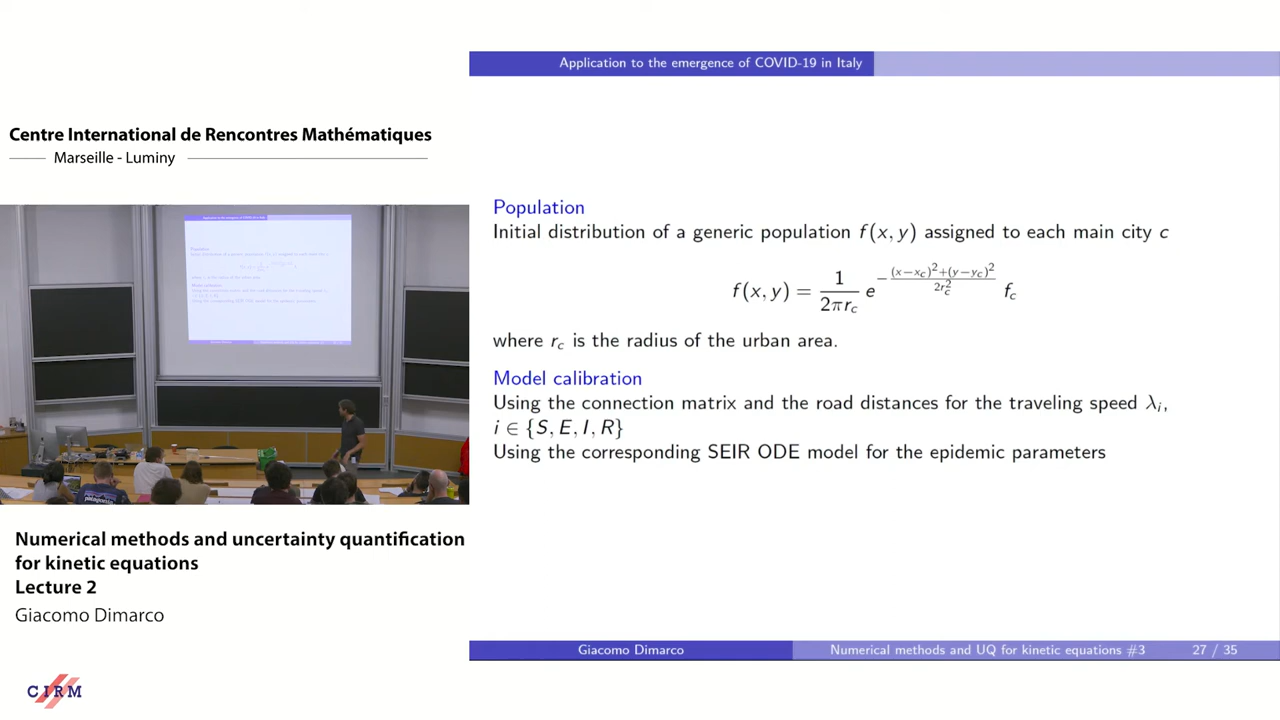 Application to the emergence of COVID-19 in Italy
Centre International de Rencontres Mathématiques
Marseille - Luminy
Population
Initial distribution of a generic population f(x, y) assigned to each main city c
f(x, y) = \frac{1}{2πr_c} e^{-\frac{(x-x_c)^2+(y-y_c)^2}{2r_c^2}} f_c
where r_c is the radius of the urban area.
Model calibration
Using the connection matrix and the road distances for the traveling speed λ_i,
i ∈ {S, E, I, R}
Using the corresponding SEIR ODE model for the epidemic parameters
Numerical methods and uncertainty quantification
for kinetic equations
Lecture 2
Giacomo Dimarco
Giacomo Dimarco
Numerical methods and UQ for kinetic equations #3
27 / 35
CIRM